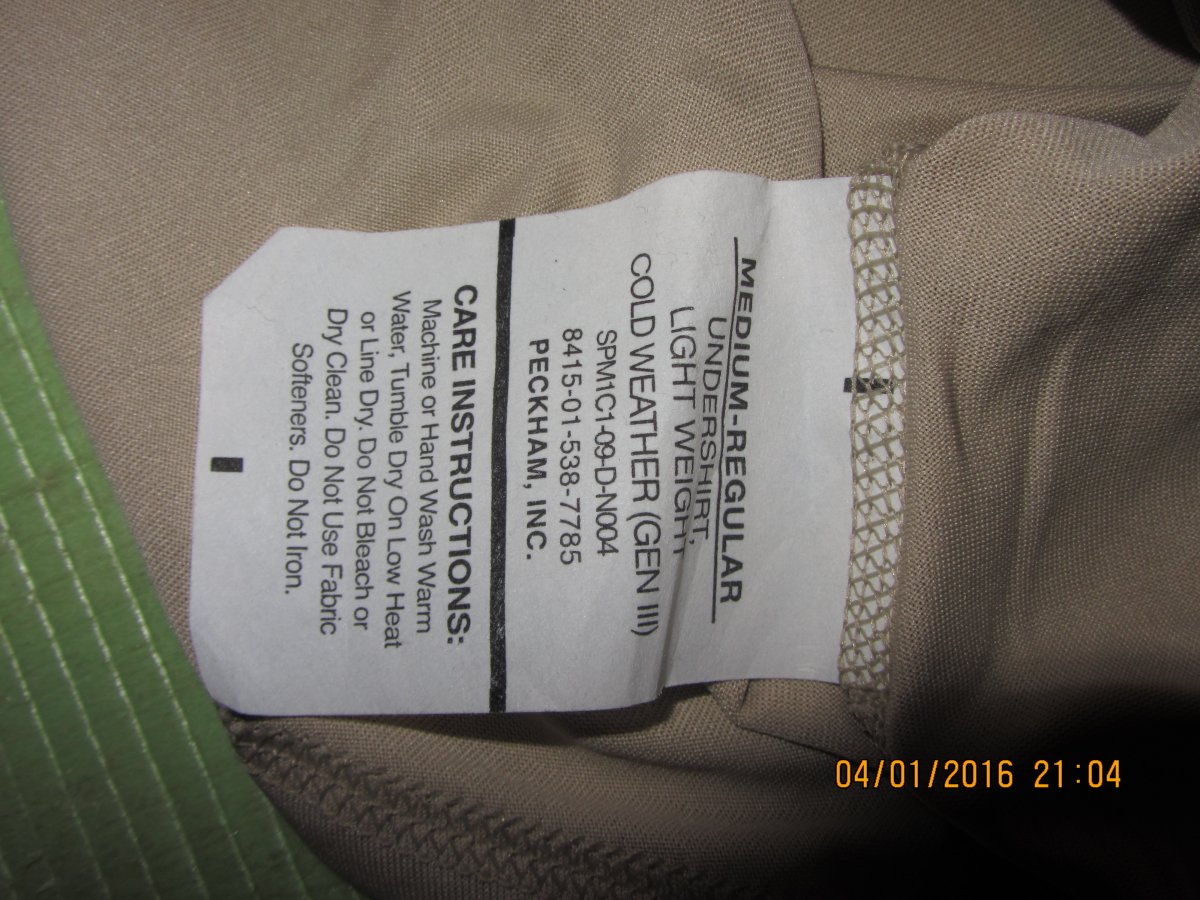 MEDIUM-REGULAR
UNDERSHIRT,
LIGHT WEIGHT
COLD WEATHER (GEN III)
SPM1C1-09-D-N004
8415-01-538-7785
PECKHAM, INC.
CARE INSTRUCTIONS:
Machine or Hand Wash Warm
Water, Tumble Dry On Low Heat
or Line Dry. Do Not Bleach or
Dry Clean. Do Not Use Fabric
Softeners. Do Not Iron.
04/01/2016 21:04